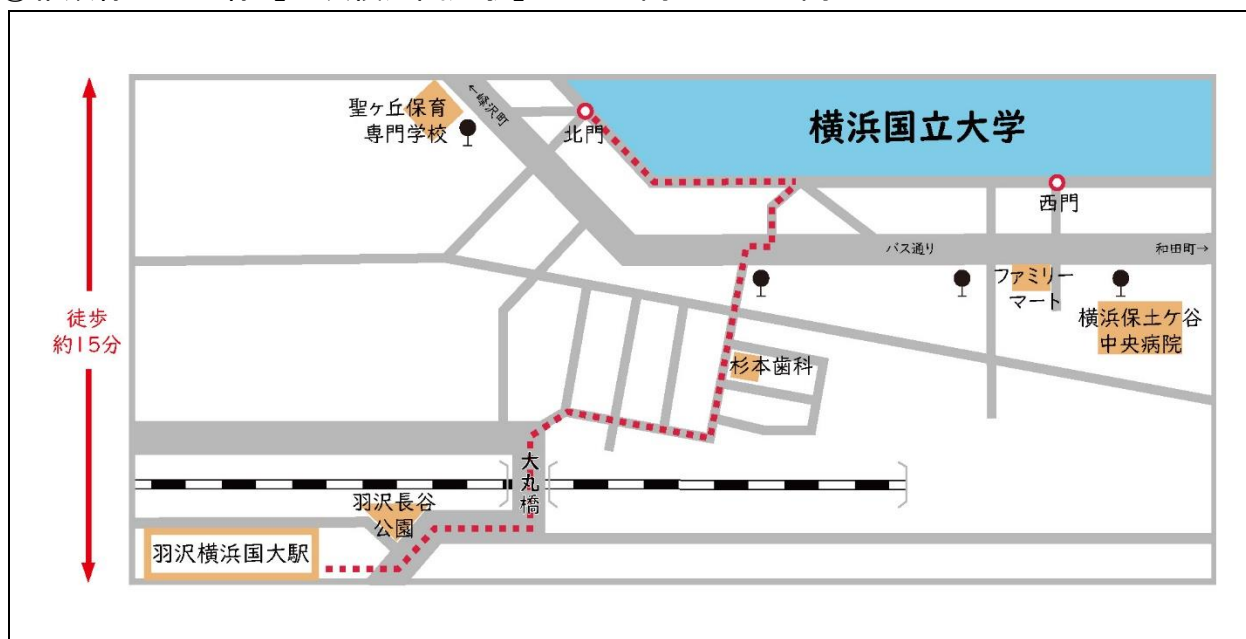 聖ヶ丘保育
専門学校
北門
横浜国立大学
西門
バス通り
和田町→
ファミリー
マート
横浜保土ケ谷
中央病院
徒歩
約15分
杉本歯科
大丸橋
羽沢長谷
公園
羽沢横浜国大駅